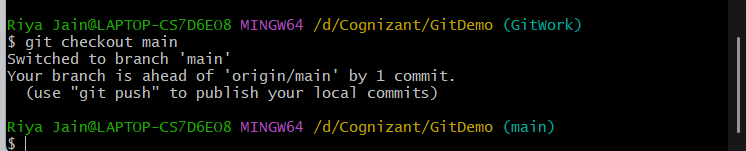 Riya Jain@LAPTOP-CS7D6EO8 MINGW64 /d/Cognizant/GitDemo (GitWork)
$ git checkout main
Switched to branch 'main'
Your branch is ahead of 'origin/main' by 1 commit.
  (use "git push" to publish your local commits)

Riya Jain@LAPTOP-CS7D6EO8 MINGW64 /d/Cognizant/GitDemo (main)
$